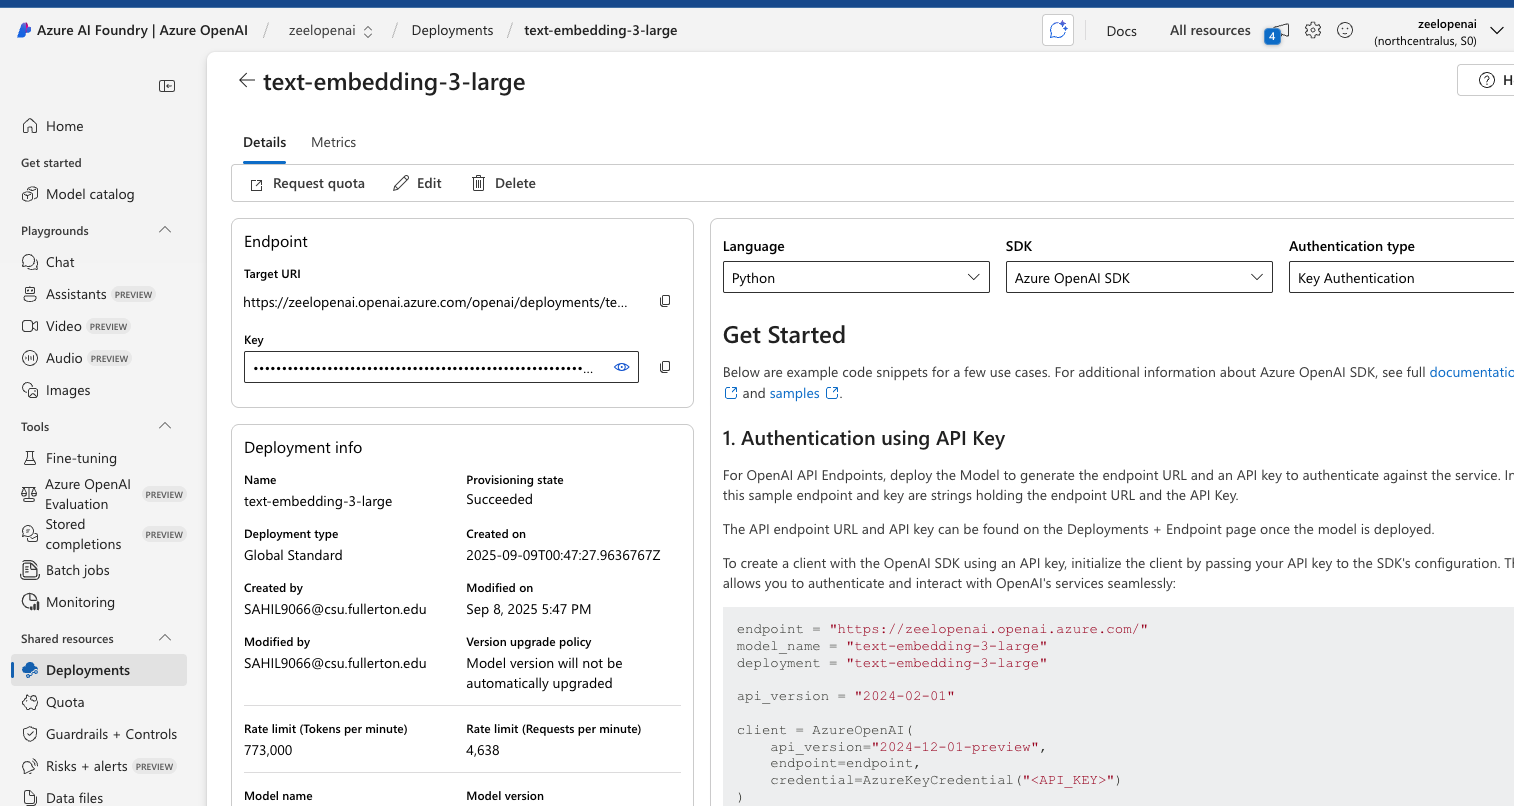 Azure AI Foundry | Azure OpenAI / zeelopenai / Deployments / text-embedding-3-large
Docs
All resources
4
zeelopenai
(northcentralus, S0)
Home
Get started
Model catalog
Playgrounds
Chat
Assistants PREVIEW
Video PREVIEW
Audio PREVIEW
Images
Tools
Fine-tuning
Azure OpenAI
Evaluation PREVIEW
Stored
completions PREVIEW
Batch jobs
Monitoring
Shared resources
Deployments
Quota
Guardrails + Controls
Risks + alerts PREVIEW
Data files
text-embedding-3-large
H
Details Metrics
Request quota Edit Delete
Endpoint
Target URI
https://zeelopenai.openai.azure.com/openai/deployments/te...
Key
Deployment info
Name
text-embedding-3-large
Provisioning state
Succeeded
Deployment type
Global Standard
Created on
2025-09-09T00:47:27.9636767Z
Created by
SAHIL9066@csu.fullerton.edu
Modified on
Sep 8, 2025 5:47 PM
Modified by
SAHIL9066@csu.fullerton.edu
Version upgrade policy
Model version will not be
automatically upgraded
Rate limit (Tokens per minute)
773,000
Rate limit (Requests per minute)
4,638
Model name
Model version
Language
Python
SDK
Azure OpenAI SDK
Authentication type
Key Authentication
Get Started
Below are example code snippets for a few use cases. For additional information about Azure OpenAI SDK, see full documentatio
and samples .
1. Authentication using API Key
For OpenAI API Endpoints, deploy the Model to generate the endpoint URL and an API key to authenticate against the service. In
this sample endpoint and key are strings holding the endpoint URL and the API Key.
The API endpoint URL and API key can be found on the Deployments + Endpoint page once the model is deployed.
To create a client with the OpenAI SDK using an API key, initialize the client by passing your API key to the SDK's configuration. Th
allows you to authenticate and interact with OpenAI's services seamlessly:
endpoint = "https://zeelopenai.openai.azure.com/"
model_name = "text-embedding-3-large"
deployment = "text-embedding-3-large"
api_version = "2024-02-01"
client = AzureOpenAI(
api_version="2024-12-01-preview",
endpoint=endpoint,
credential=AzureKeyCredential("<API_KEY>")
)